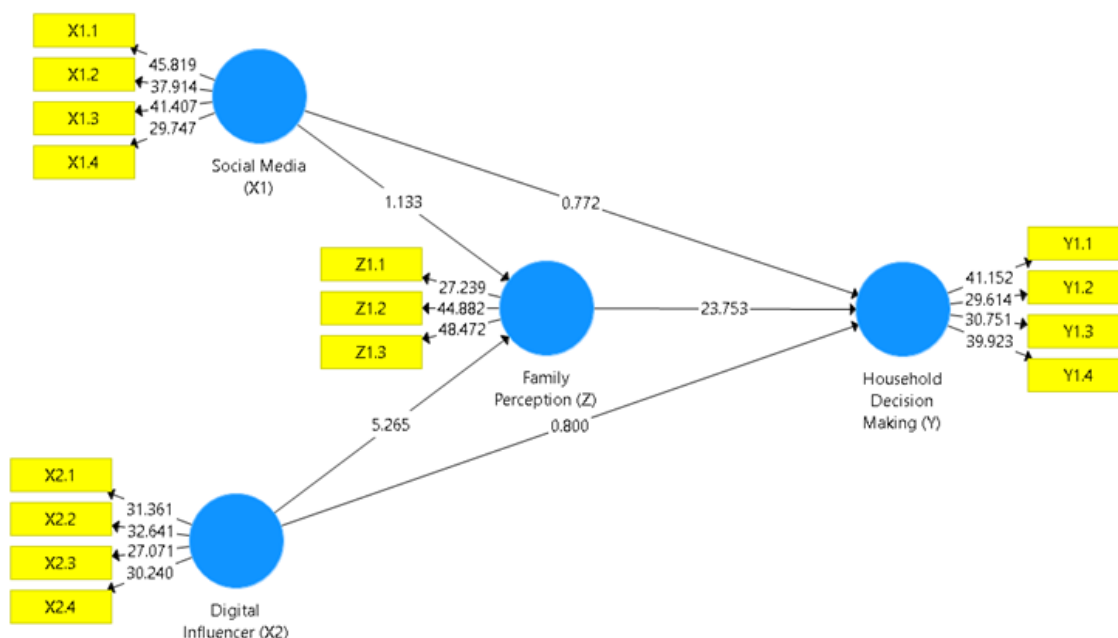 X1.1
X1.2
X1.3
X1.4
45.819
37.914
41.407
29.747
Social Media
(X1)
1.133
0.772
Z1.1
Z1.2
Z1.3
27.239
44.882
48.472
Family
Perception (Z)
23.753
Y1.1
Y1.2
Y1.3
Y1.4
41.152
29.614
30.751
39.923
Household
Decision
Making (Y)
5.265
0.800
X2.1
X2.2
X2.3
X2.4
31.361
32.641
27.071
30.240
Digital
Influencer (X2)